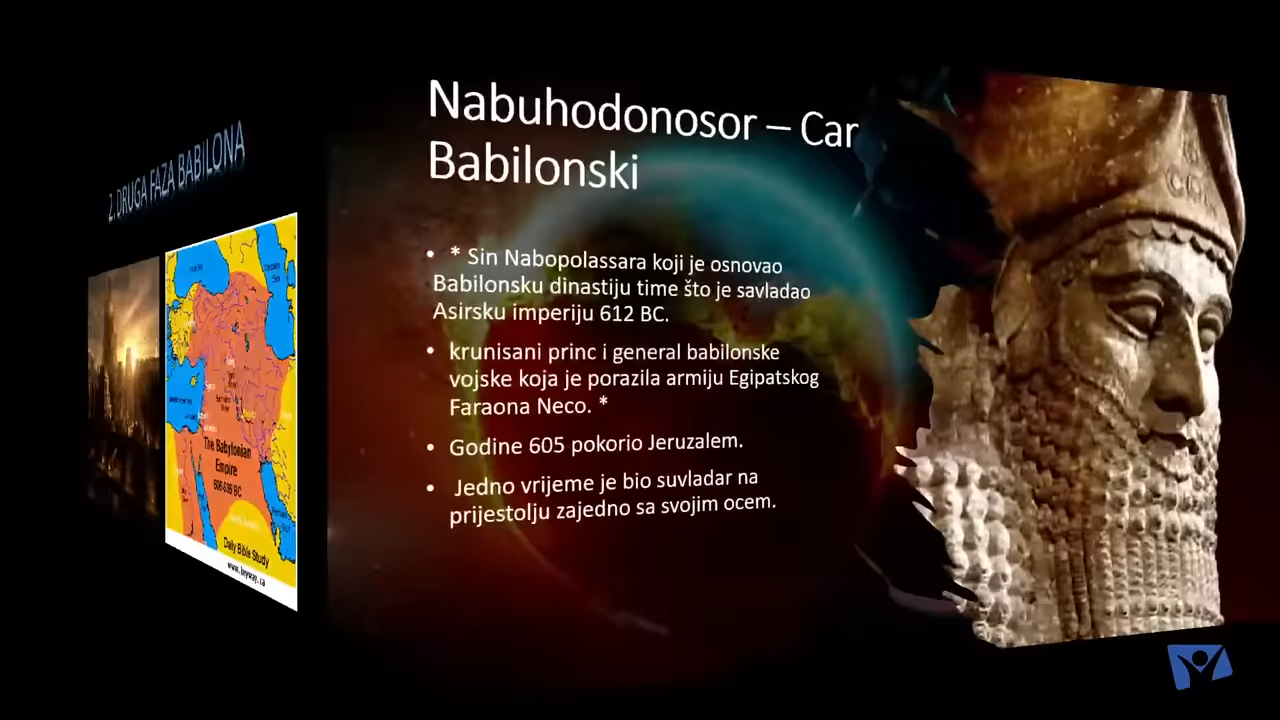 2. DRUGA FAZA BABILONA
The Babylonian
Empire
Daily Bible Study
Nabuhodonosor – Car
Babilonski
• * Sin Nabopolassara koji je osnovao
Babilonsku dinastiju time što je savladao
Asirsku imperiju 612 BC.
• krunisani princ i general babilonske
vojske koja je porazila armiju Egipatskog
Faraona Neco. *
• Godine 605 pokorio Jeruzalem.
• Jedno vrijeme je bio suvladar na
prijestolju zajedno sa svojim ocem.